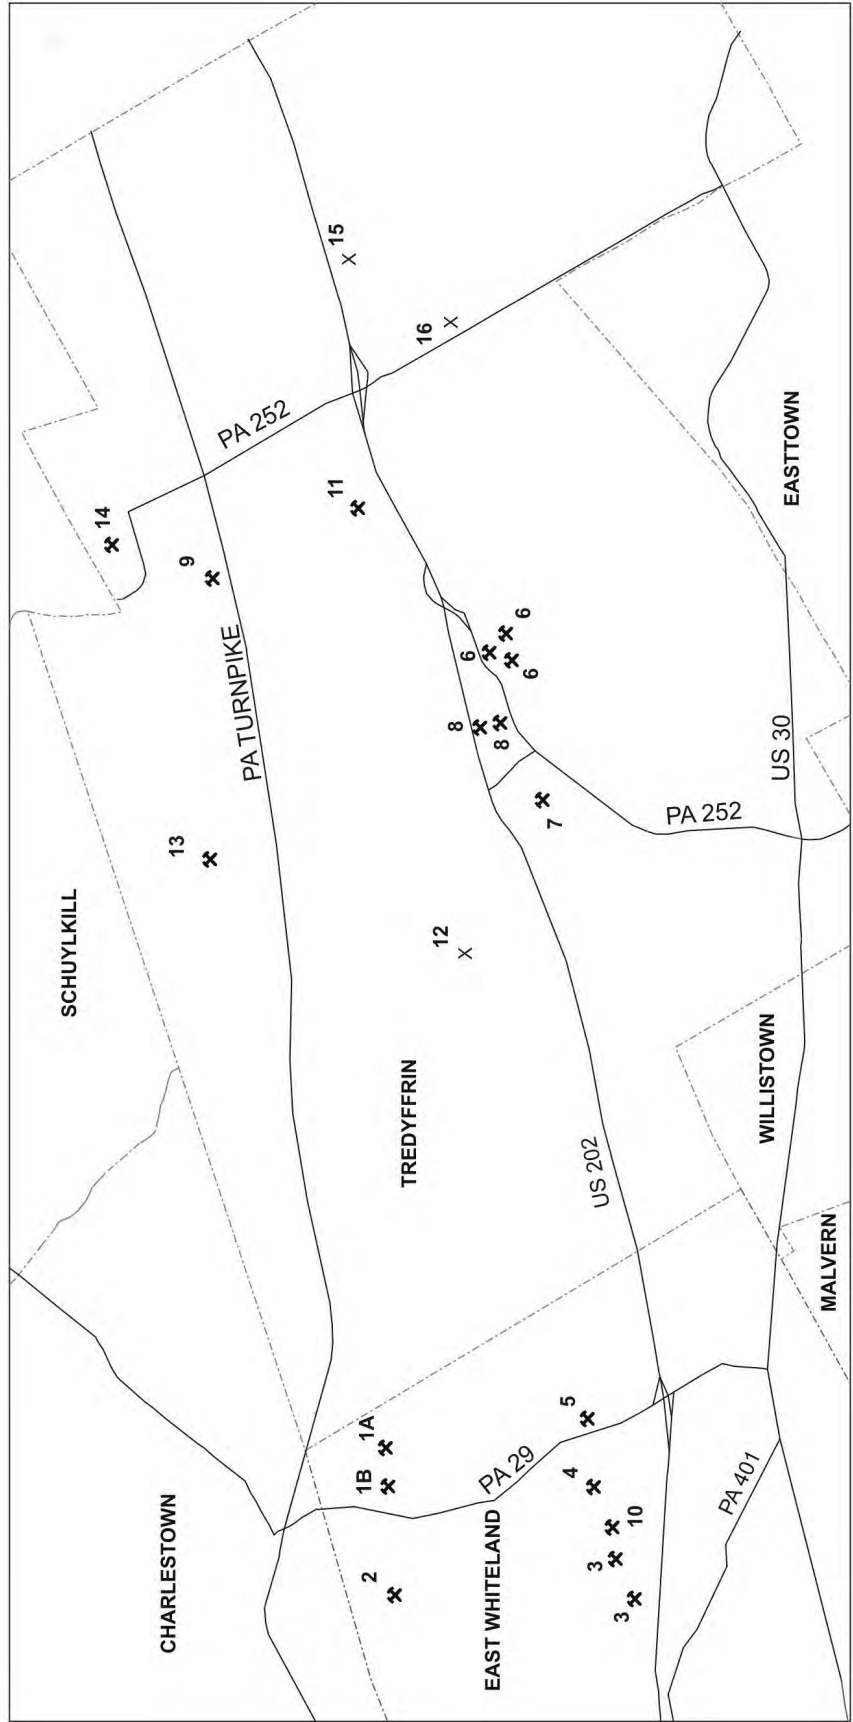 SCHUYLKILL
14
CHARLESTOWN
13
9
PA TURNPIKE
PA 252
11
15
1B
1A
2
TREDYFFRIN
16
12
8
6
EAST WHITELAND
8
PA 29
6
6
7
5
4
3
US 202
3
10
PA 252
PA 401
WILLISTOWN
US 30
EASTTOWN
MALVERN